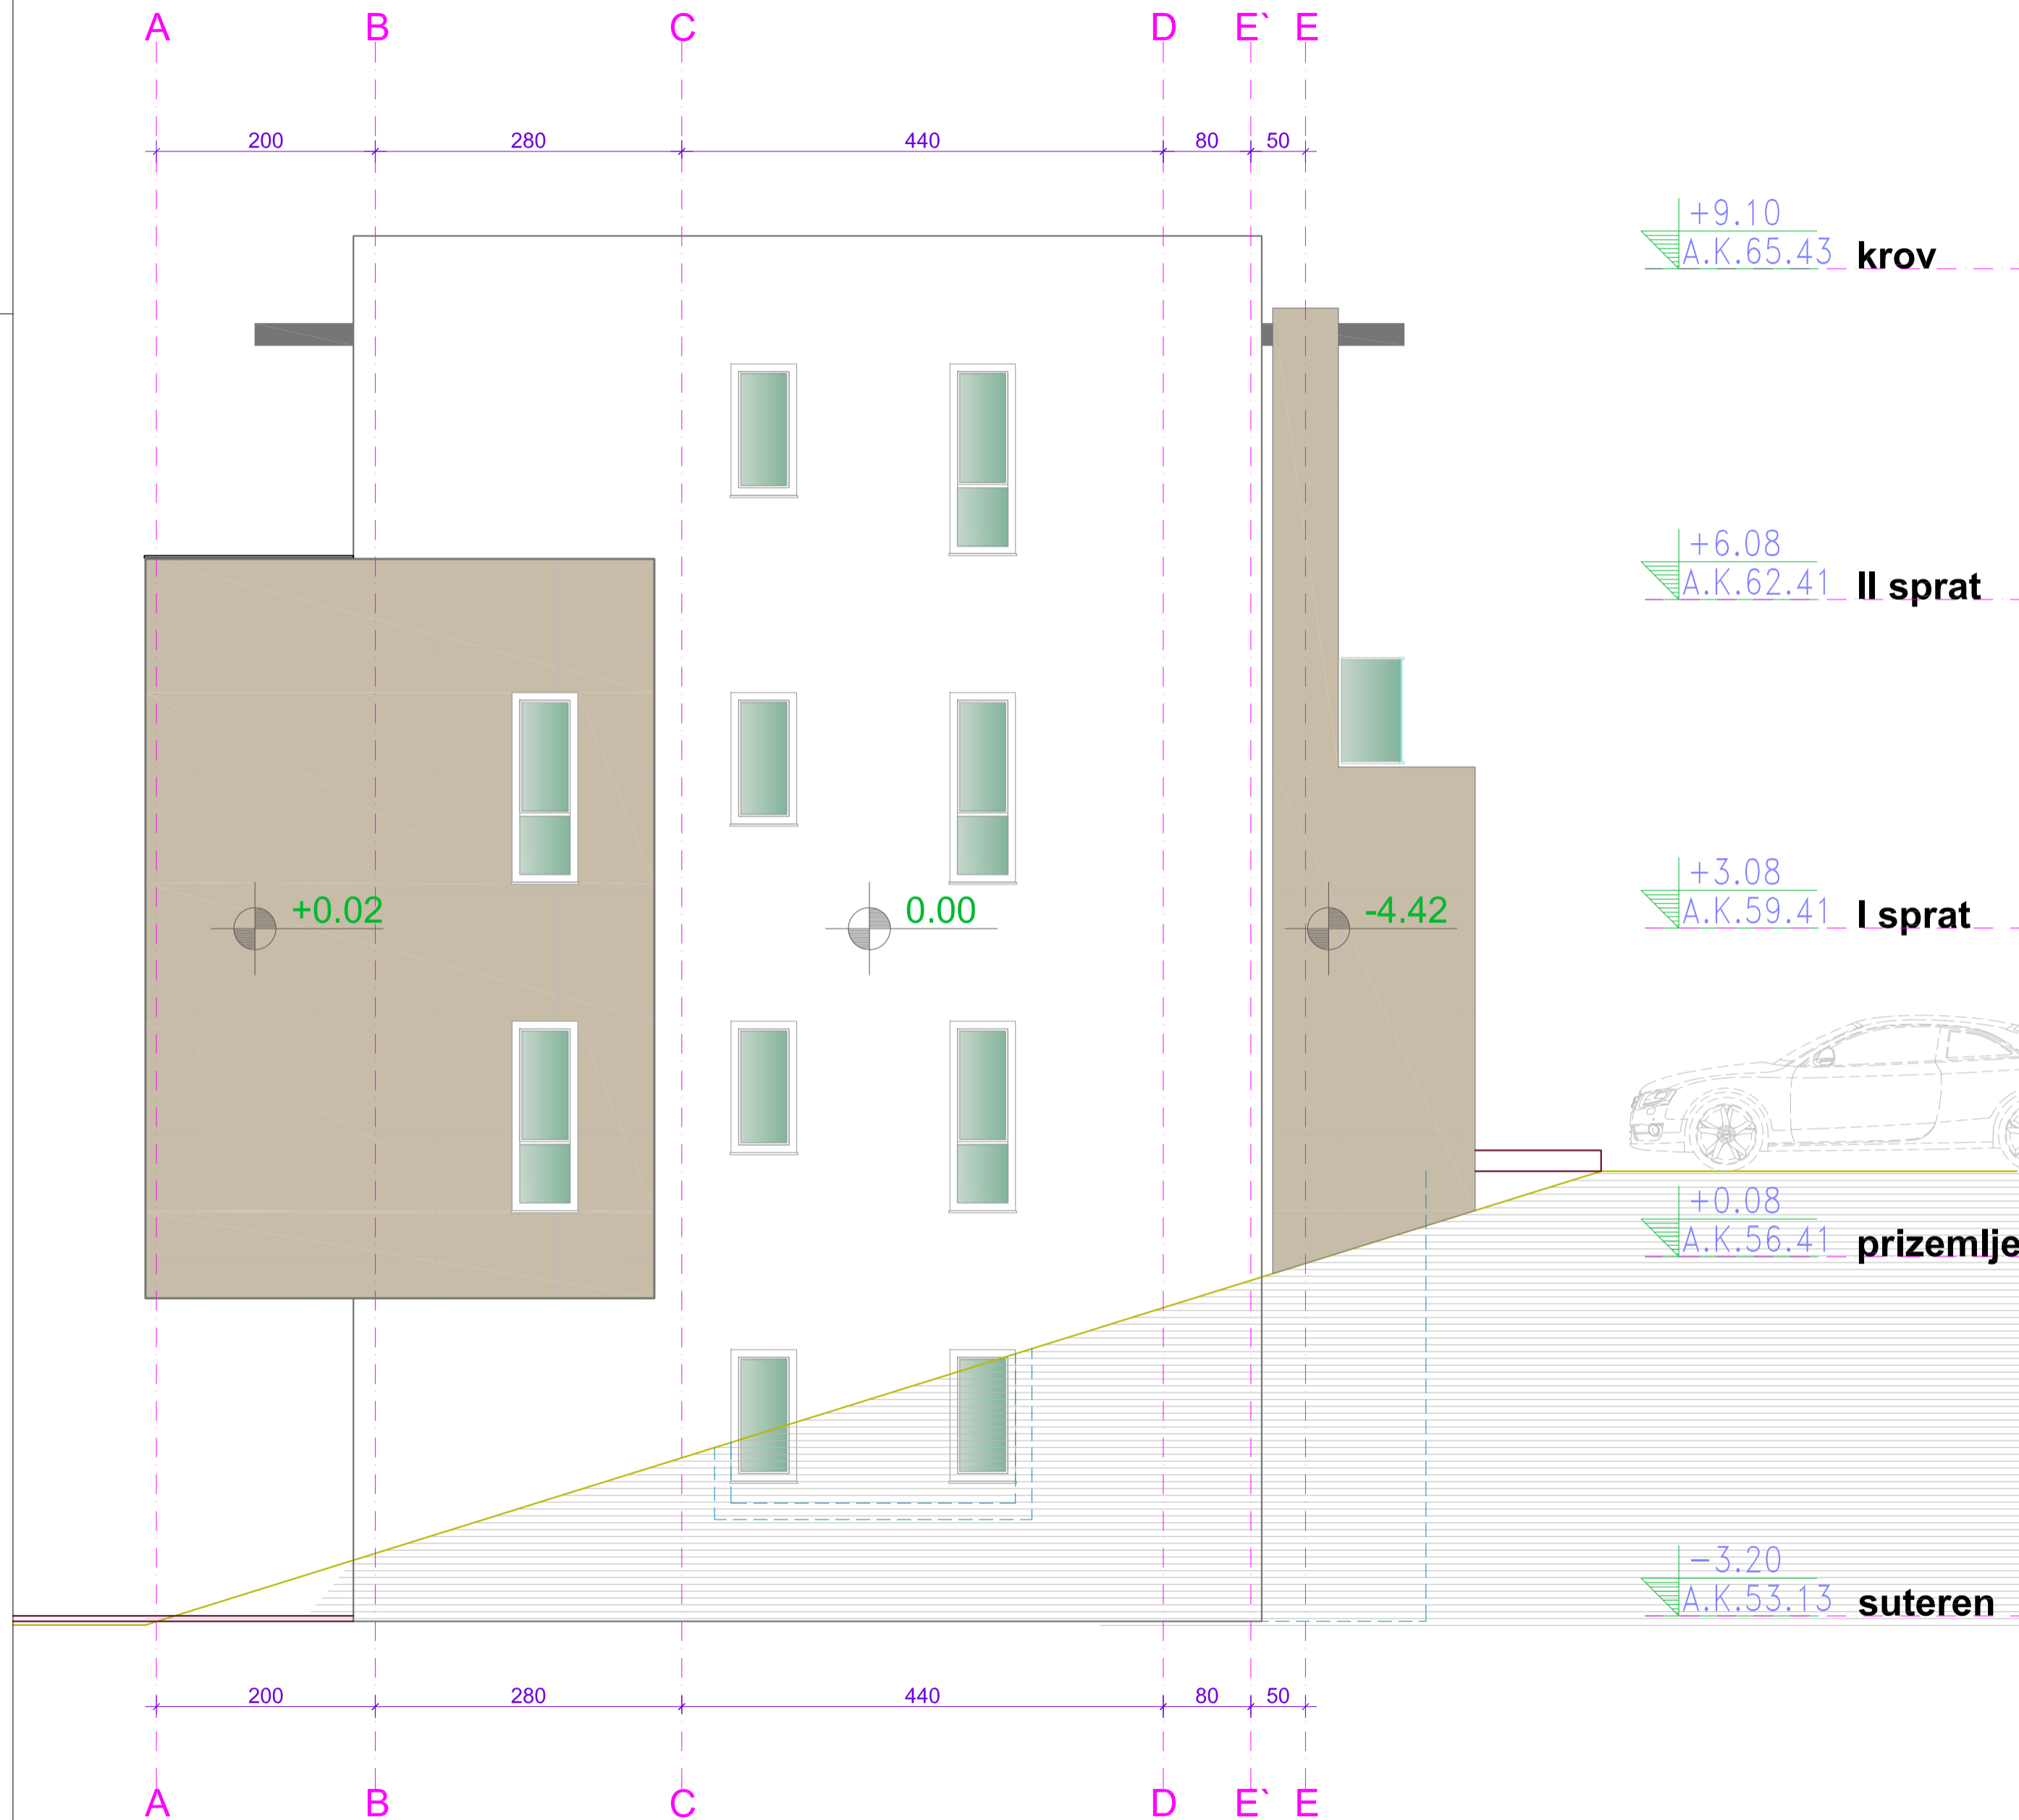 A B C D E` E
200 280 440 80 50
+9.10
A.K.65.43 krov
+6.08
A.K.62.41 II sprat
+3.08
A.K.59.41 I sprat
+0.02 0.00 -4.42
+0.08
A.K.56.41 prizemlje
-3.20
A.K.53.13 suteren
200 280 440 80 50
A B C D E` E